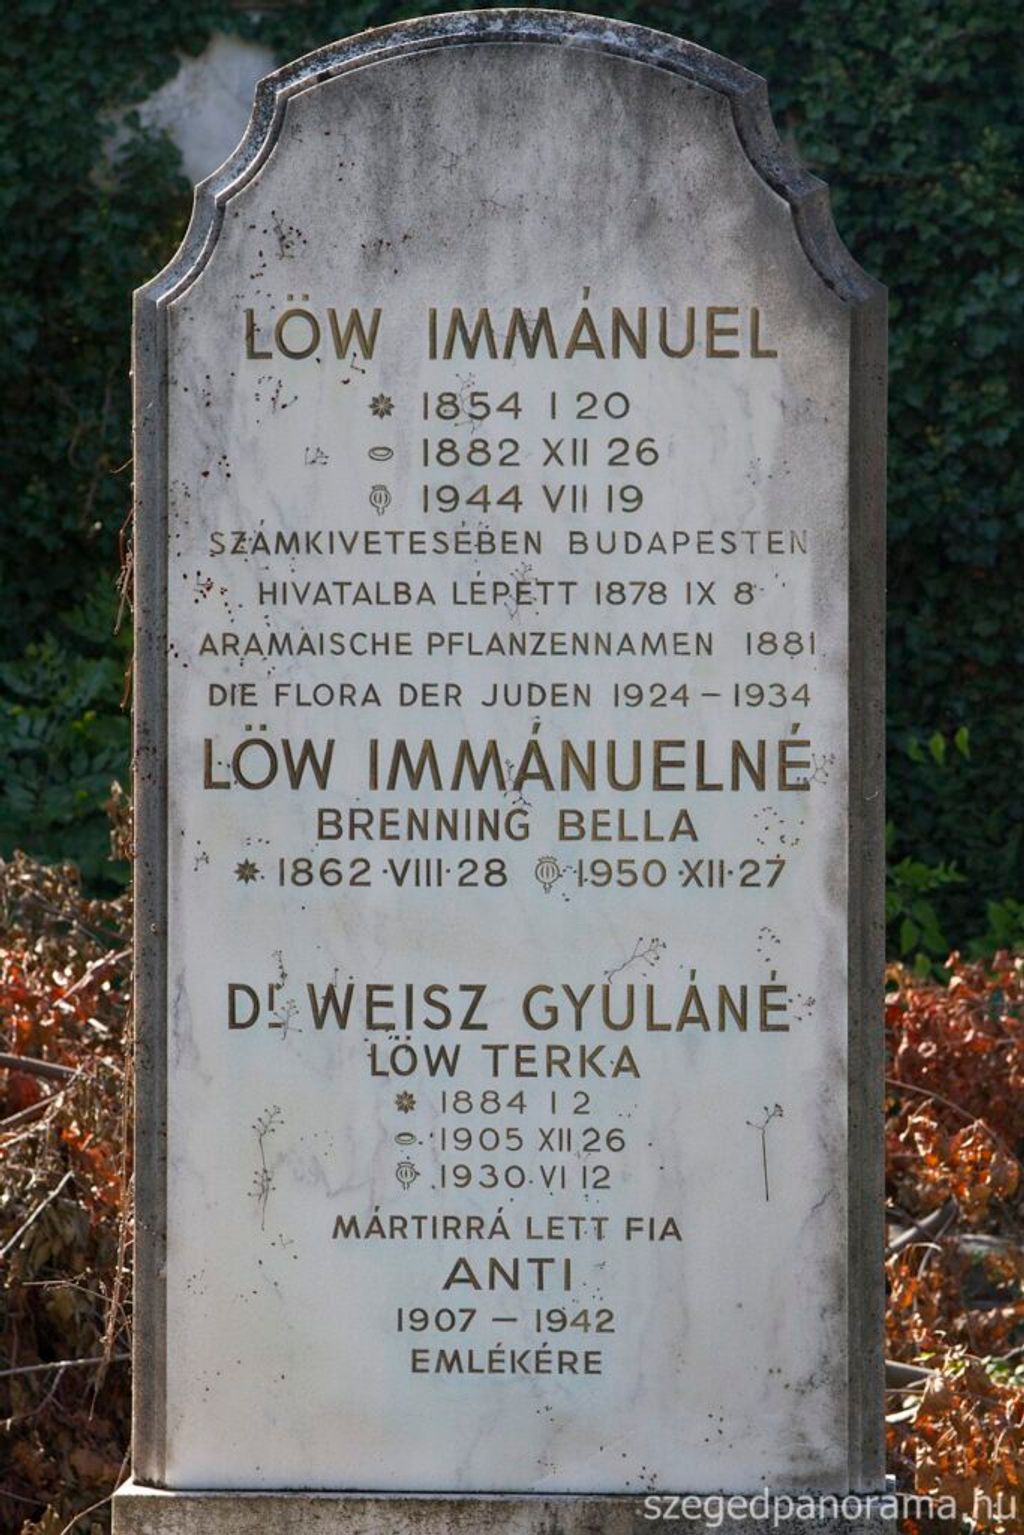 LÖW IMMÁNUEL
1854 I 20
1882 XII 26
1944 VII 19
SZÁMKIVETESÉBEN BUDAPESTEN
HIVATALBA LÉPETT 1878 IX 8
ARAMAISCHE PFLANZENNAMEN 1881
DIE FLORA DER JUDEN 1924 – 1934
LÖW IMMÁNUELNÉ
BRENNING BELLA
1862·VIII·28 1950·XII·27
Dr WEISZ GYULÁNÉ
LÖW TERKA
1884 I 2
1905 XII 26
1930 VI 12
MÁRTIRRÁ LETT FIA
ANTI
1907 – 1942
EMLÉKÉRE
szegedpanorama.hu